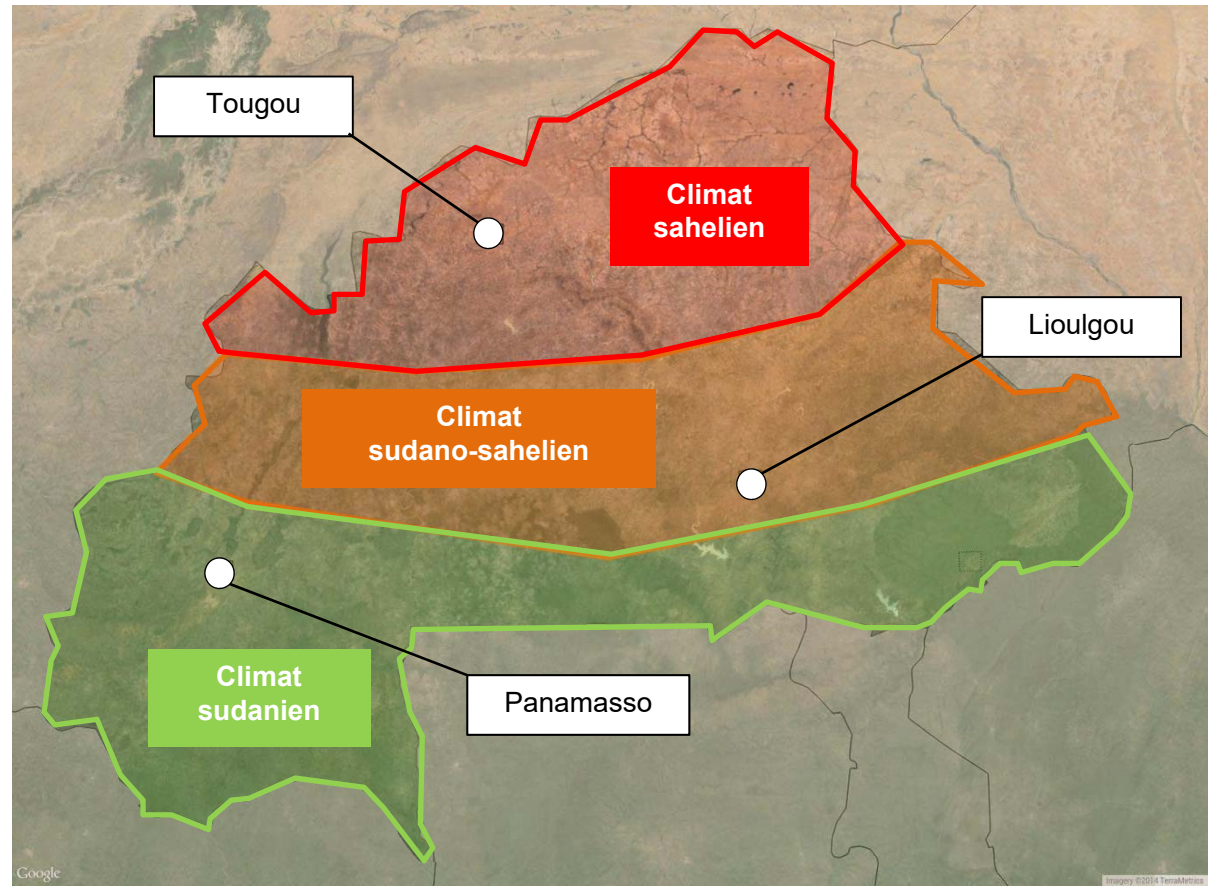 Tougou
Climat
sahelien
Lioulgou
Climat
sudano-sahelien
Climat
sudanien
Panamasso
Google
Imagery ©2014 TerraMetrics